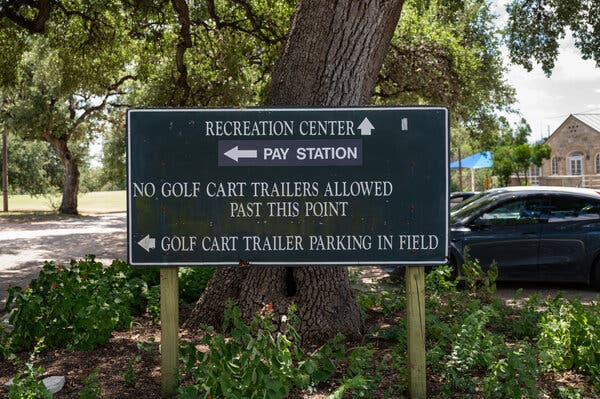 RECREATION CENTER
PAY STATION
NO GOLF CART TRAILERS ALLOWED
PAST THIS POINT
GOLF CART TRAILER PARKING IN FIELD